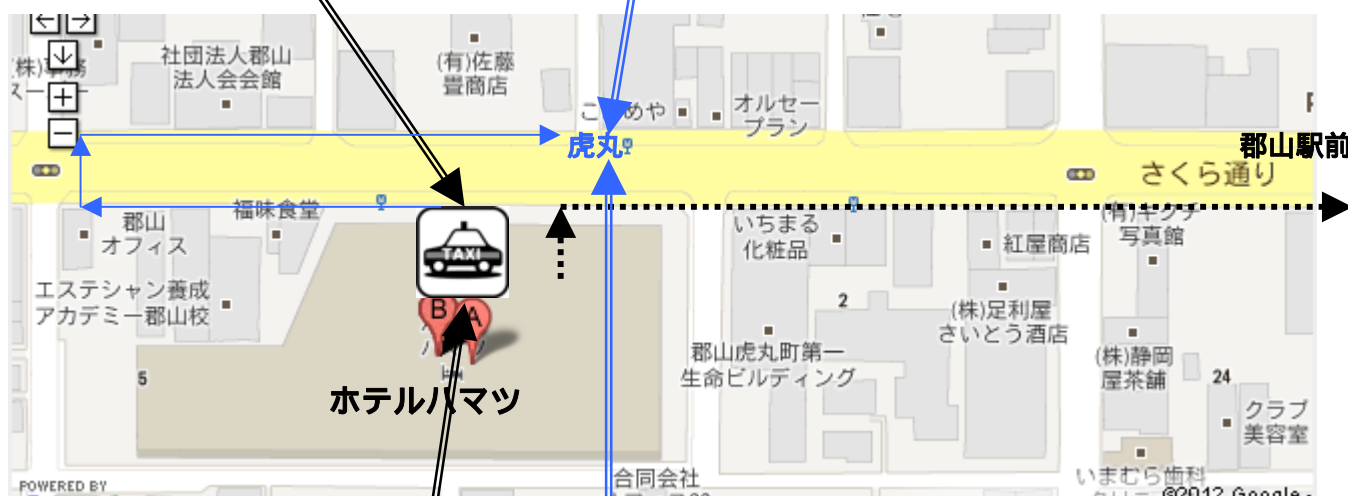 社団法人郡山
法人会会館
(有)佐藤
畳商店
オルセー
プラン
虎丸
郡山駅前
さくら通り
郡山
オフィス
福味食堂
TAXI
いちまる
化粧品
紅屋商店
(有)キクチ
写真館
エステシャン養成
アカデミー郡山校
B
A
2
(株)足利屋
さいとう酒店
郡山虎丸町第一
生命ビルディング
(株)静岡
屋茶舗
5
24
ホテルハマツ
クラブ
美容室
いまむら歯科
合同会社
POWERED BY
©2012 Google -